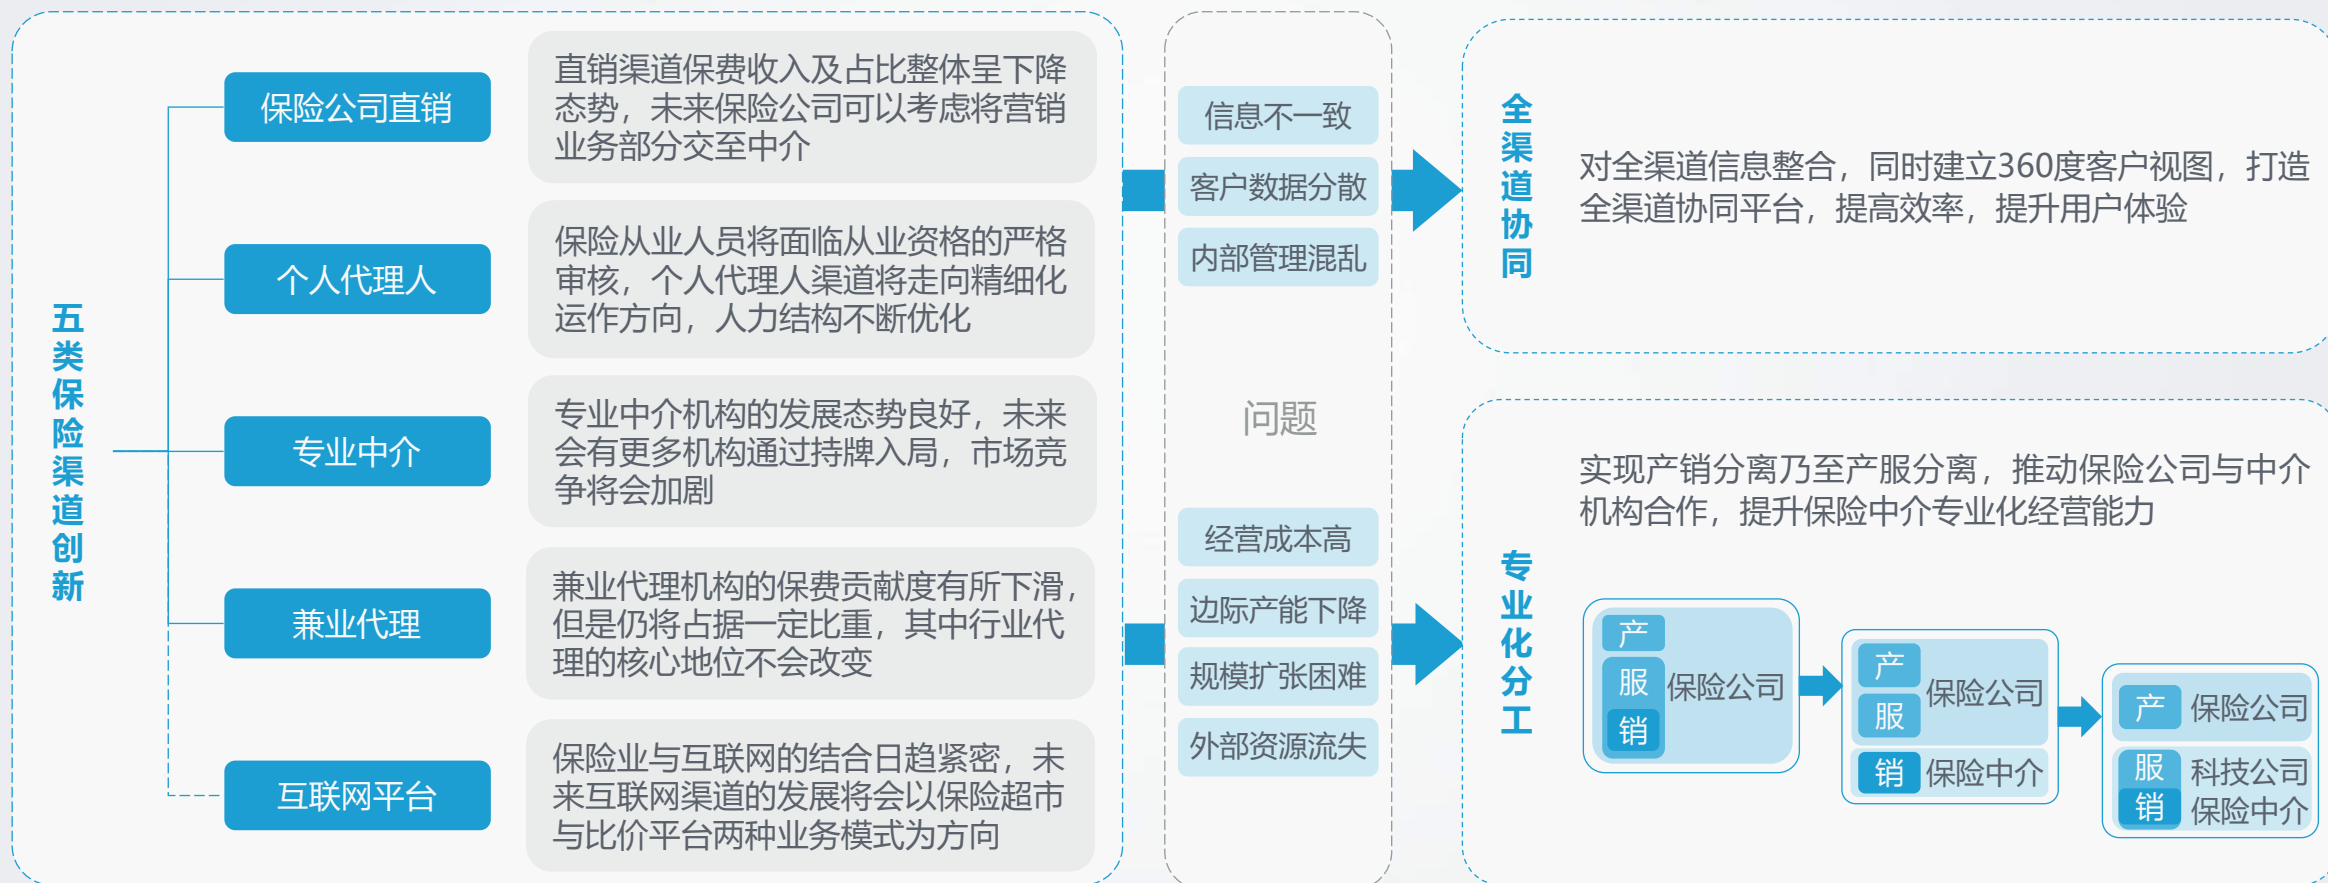 五类保险渠道创新
保险公司直销
直销渠道保费收入及占比整体呈下降
态势，未来保险公司可以考虑将营销
业务部分交至中介
个人代理人
保险从业人员将面临从业资格的严格
审核，个人代理人渠道将走向精细化
运作方向，人力结构不断优化
专业中介
专业中介机构的发展态势良好，未来
会有更多机构通过持牌入局，市场竞
争将会加剧
兼业代理
兼业代理机构的保费贡献度有所下滑，
但是仍将占据一定比重，其中行业代
理的核心地位不会改变
互联网平台
保险业与互联网的结合日趋紧密，未
来互联网渠道的发展将会以保险超市
与比价平台两种业务模式为方向
信息不一致
客户数据分散
内部管理混乱
问题
经营成本高
边际产能下降
规模扩张困难
外部资源流失
全渠道协同
对全渠道信息整合，同时建立360度客户视图，打造
全渠道协同平台，提高效率，提升用户体验
专业化分工
实现产销分离乃至产服分离，推动保险公司与中介
机构合作，提升保险中介专业化经营能力
产
服
销
保险公司
产
服
保险公司
销
保险中介
产
保险公司
服
销
科技公司
保险中介